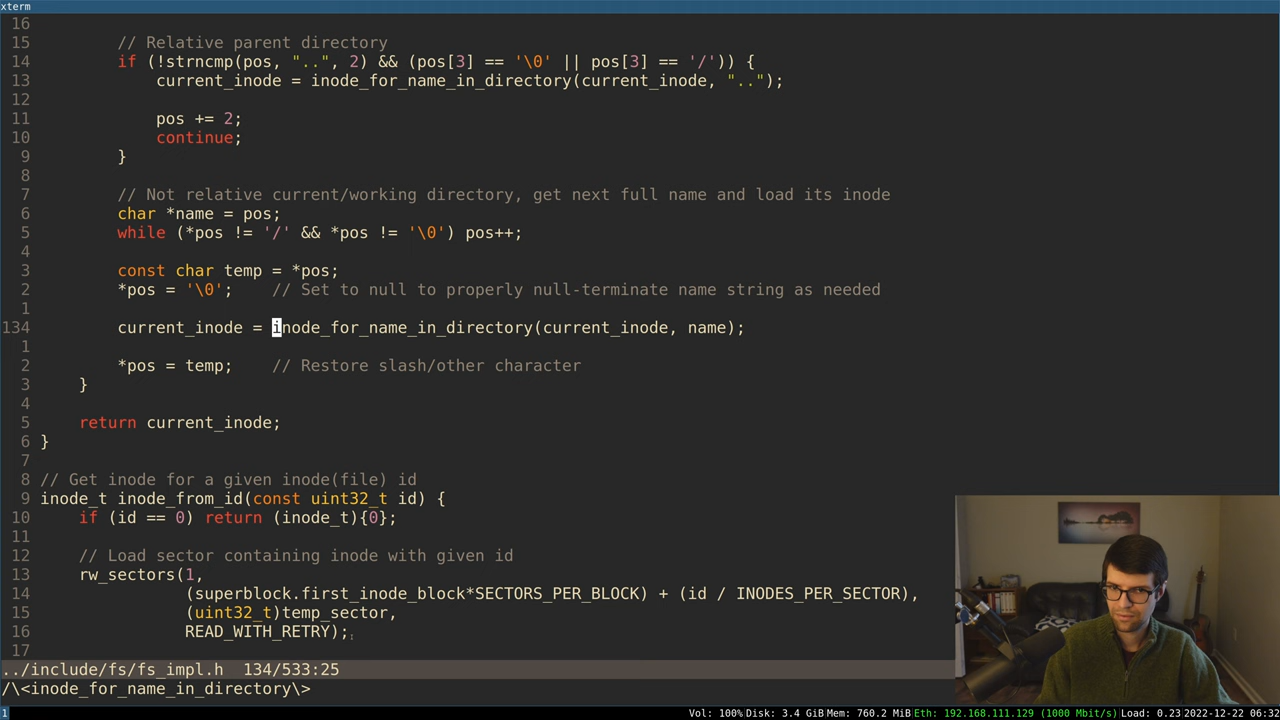 xterm
16
15 // Relative parent directory
14 if (!strncmp(pos, "..", 2) && (pos[3] == '\0' || pos[3] == '/')) {
13 current_inode = inode_for_name_in_directory(current_inode, "..");
12
11 pos += 2;
10 continue;
9 }
8
7 // Not relative current/working directory, get next full name and load its inode
6 char *name = pos;
5 while (*pos != '/' && *pos != '\0') pos++;
4
3 const char temp = *pos;
2 *pos = '\0'; // Set to null to properly null-terminate name string as needed
1
134 current_inode = inode_for_name_in_directory(current_inode, name);
1
2 *pos = temp; // Restore slash/other character
3 }
4
5 return current_inode;
6 }
7
8 // Get inode for a given inode(file) id
9 inode_t inode_from_id(const uint32_t id) {
10 if (id == 0) return (inode_t){0};
11
12 // Load sector containing inode with given id
13 rw_sectors(1,
14 (superblock.first_inode_block*SECTORS_PER_BLOCK) + (id / INODES_PER_SECTOR),
15 (uint32_t)temp_sector,
16 READ_WITH_RETRY);
17
../include/fs/fs_impl.h 134/533:25
/\<inode_for_name_in_directory\>
1 Vol: 100% Disk: 3.4 GiB Mem: 760.2 MiB Eth: 192.168.111.129 (1000 Mbit/s) Load: 0.23 2022-12-22 06:32